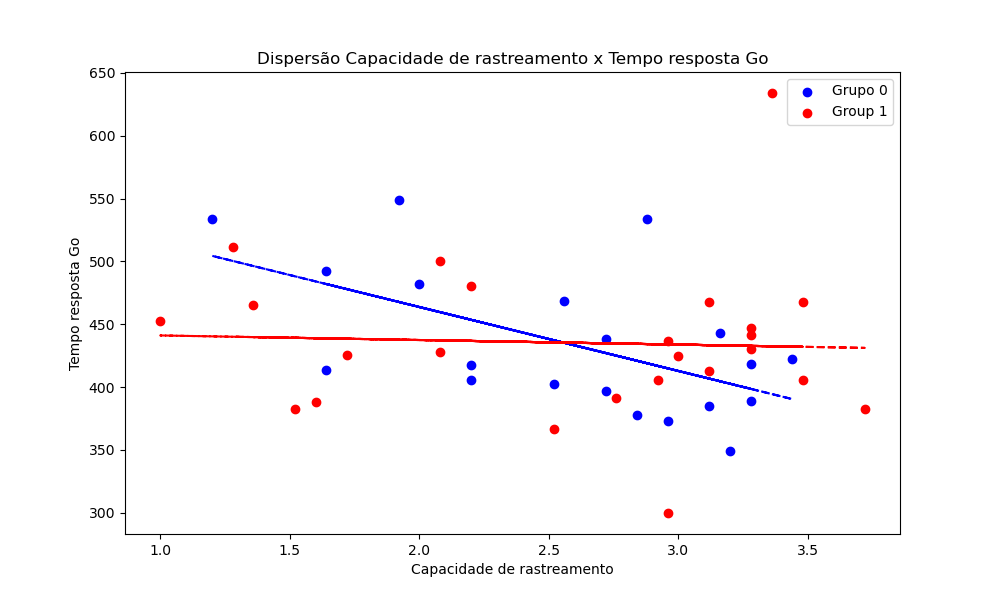 Dispersão Capacidade de rastreamento x Tempo resposta Go
Grupo 0
Group 1
Tempo resposta Go
650
600
550
500
450
400
350
300
1.0 1.5 2.0 2.5 3.0 3.5
Capacidade de rastreamento